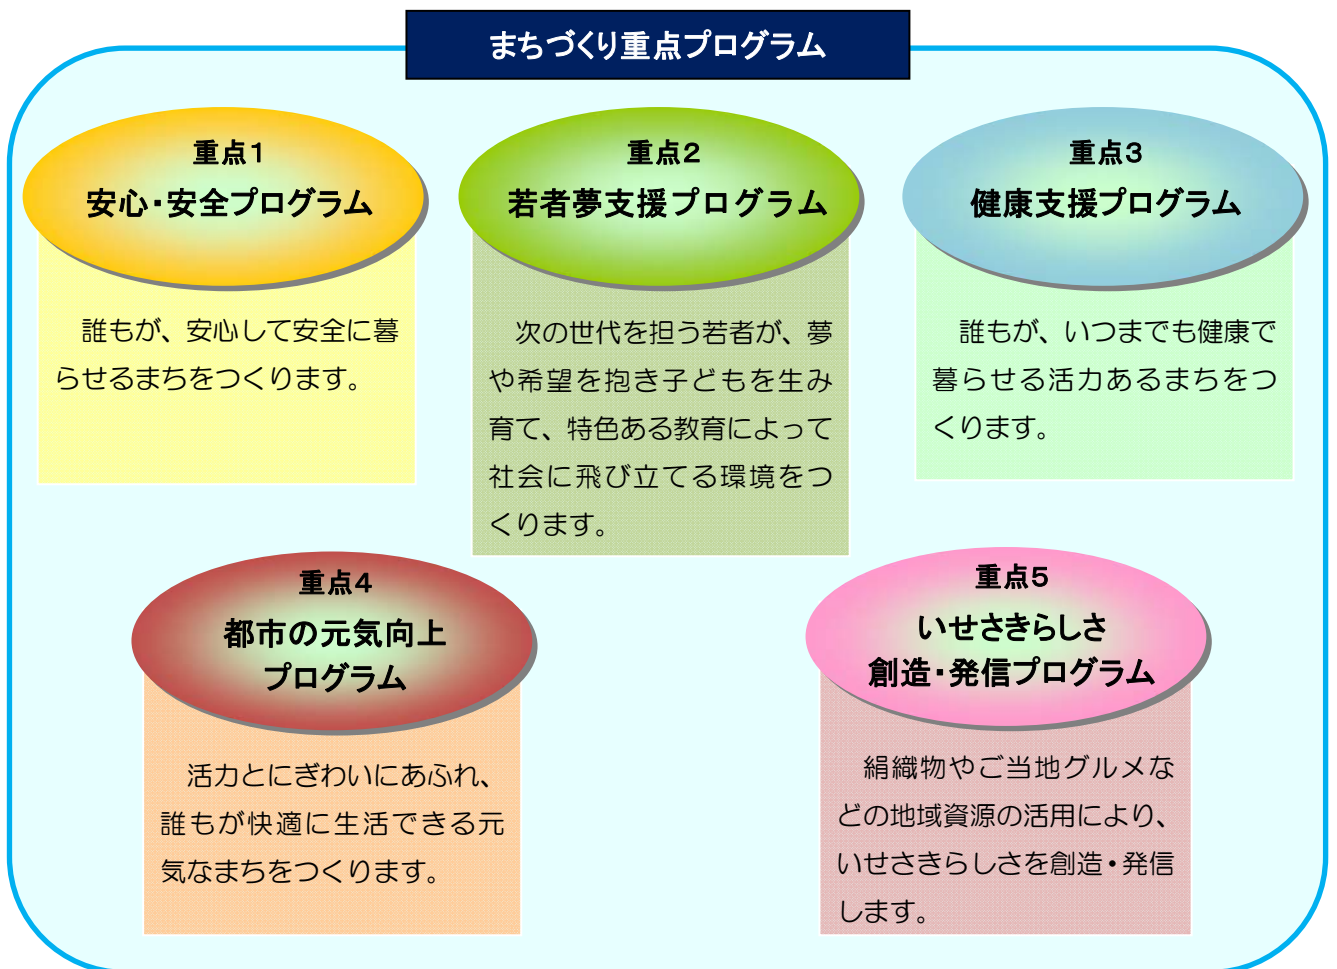 まちづくり重点プログラム
重点1
安心・安全プログラム
誰もが、安心して安全に暮
らせるまちをつくります。
重点2
若者夢支援プログラム
次の世代を担う若者が、夢
や希望を抱き子どもを生み
育て、特色ある教育によって
社会に飛び立てる環境をつ
くります。
重点3
健康支援プログラム
誰もが、いつまでも健康で
暮らせる活力あるまちをつ
くります。
重点4
都市の元気向上
プログラム
活力とにぎわいにあふれ、
誰もが快適に生活できる元
気なまちをつくります。
重点5
いせさきらしさ
創造・発信プログラム
絹織物やご当地グルメな
どの地域資源の活用により、
いせさきらしさを創造・発信
します。